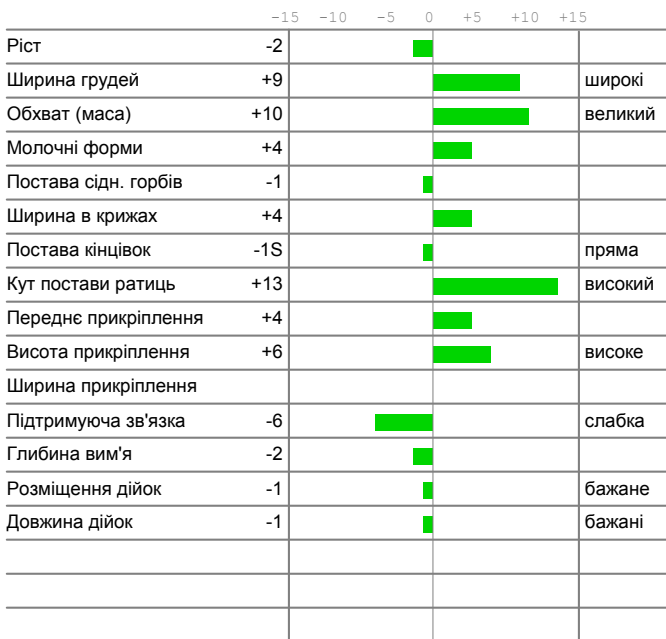 -15 -10 -5 0 +5 +10 +15
Ріст -2
Ширина грудей +9 широкі
Обхват (маса) +10 великий
Молочні форми +4
Постава сідн. горбів -1
Ширина в крижах +4
Постава кінцівок -1S пряма
Кут постави ратиць +13 високий
Переднє прикріплення +4
Висота прикріплення +6 високе
Ширина прикріплення
Підтримуюча зв'язка -6 слабка
Глибина вим'я -2
Розміщення дійок -1 бажане
Довжина дійок -1 бажані